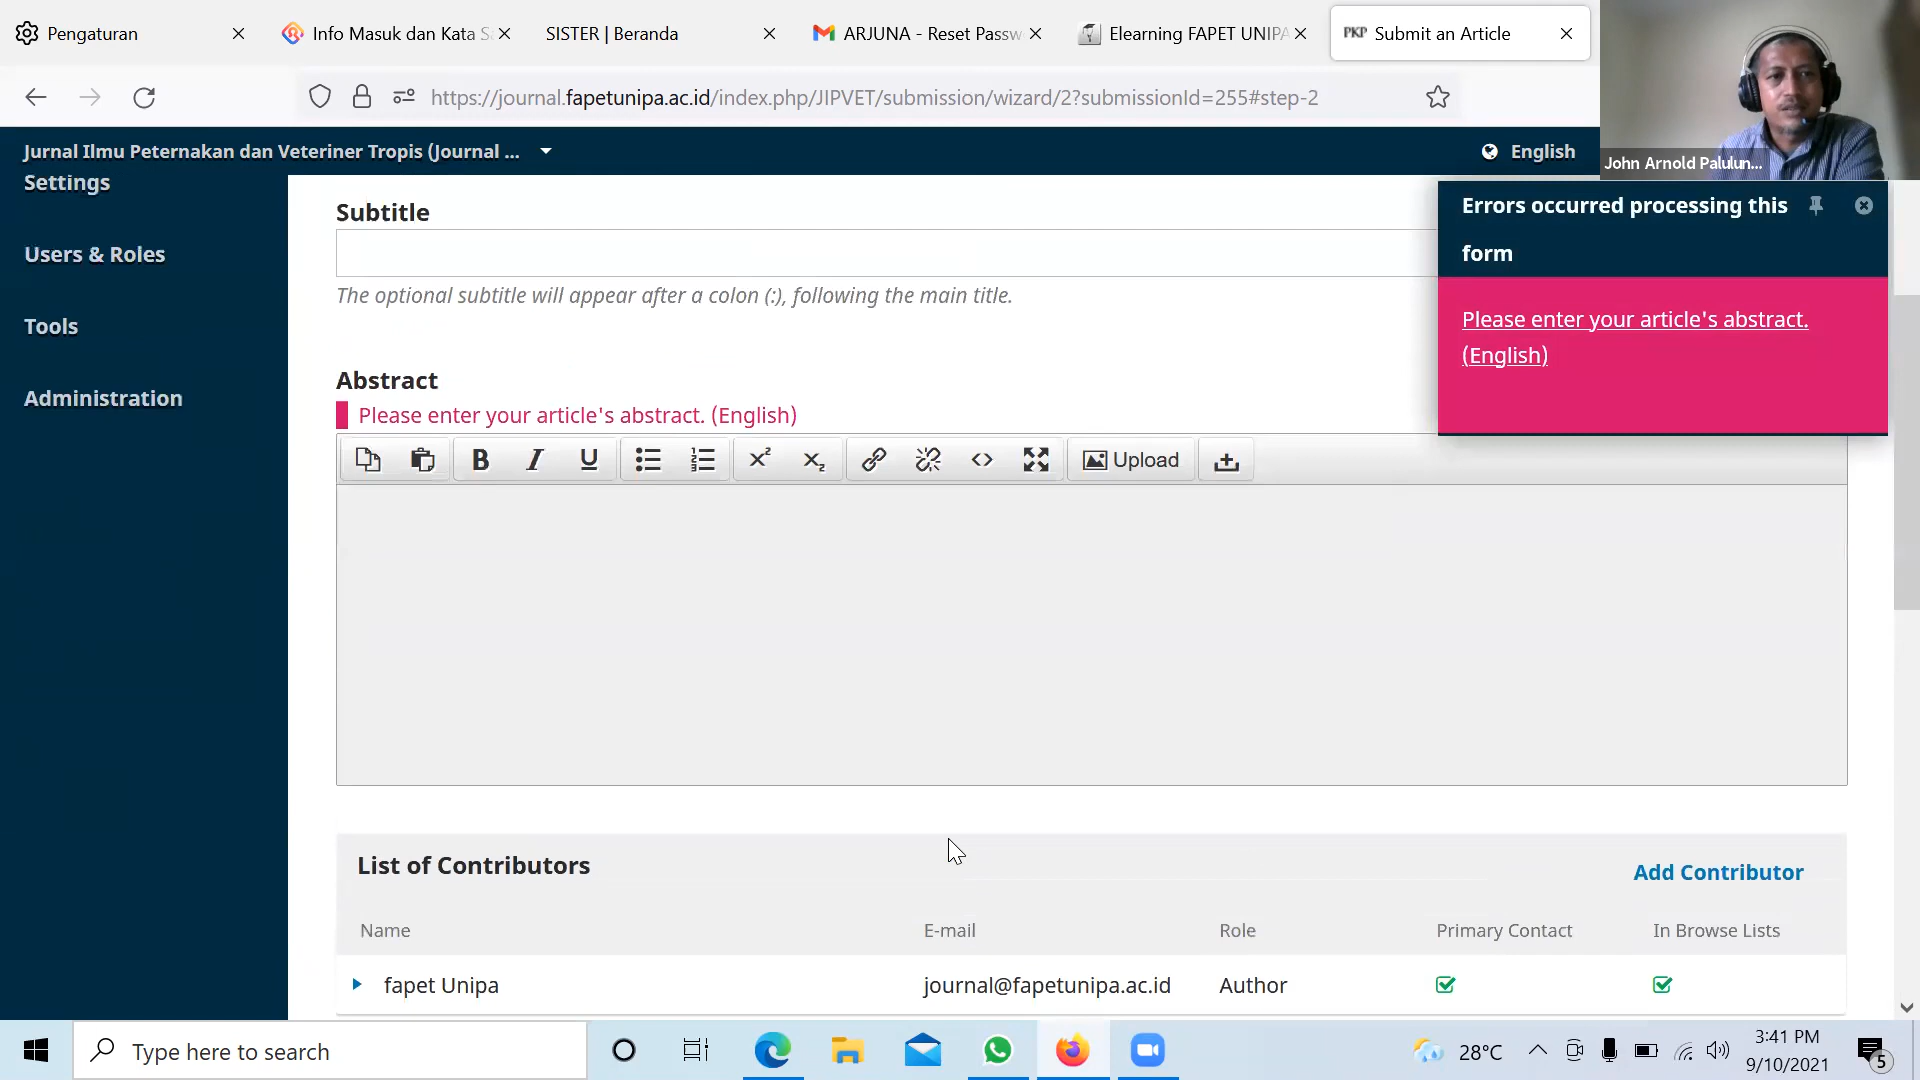 Pengaturan
Info Masuk dan Kata S
SISTER | Beranda
ARJUNA - Reset Passw
Elearning FAPET UNIPA
PKP Submit an Article
https://journal.fapetunipa.ac.id/index.php/JIPVET/submission/wizard/2?submissionId=255#step-2
John Arnold Palulun...
Jurnal Ilmu Peternakan dan Veteriner Tropis (Journal ...
English
Settings
Users & Roles
Tools
Administration
Subtitle
The optional subtitle will appear after a colon (:), following the main title.
Errors occurred processing this
form
Please enter your article's abstract.
(English)
Abstract
Please enter your article's abstract. (English)
B I U x² x₂ <> Upload
List of Contributors
Add Contributor
Name E-mail Role Primary Contact In Browse Lists
fapet Unipa journal@fapetunipa.ac.id Author
Type here to search
28°C
3:41 PM
9/10/2021
5